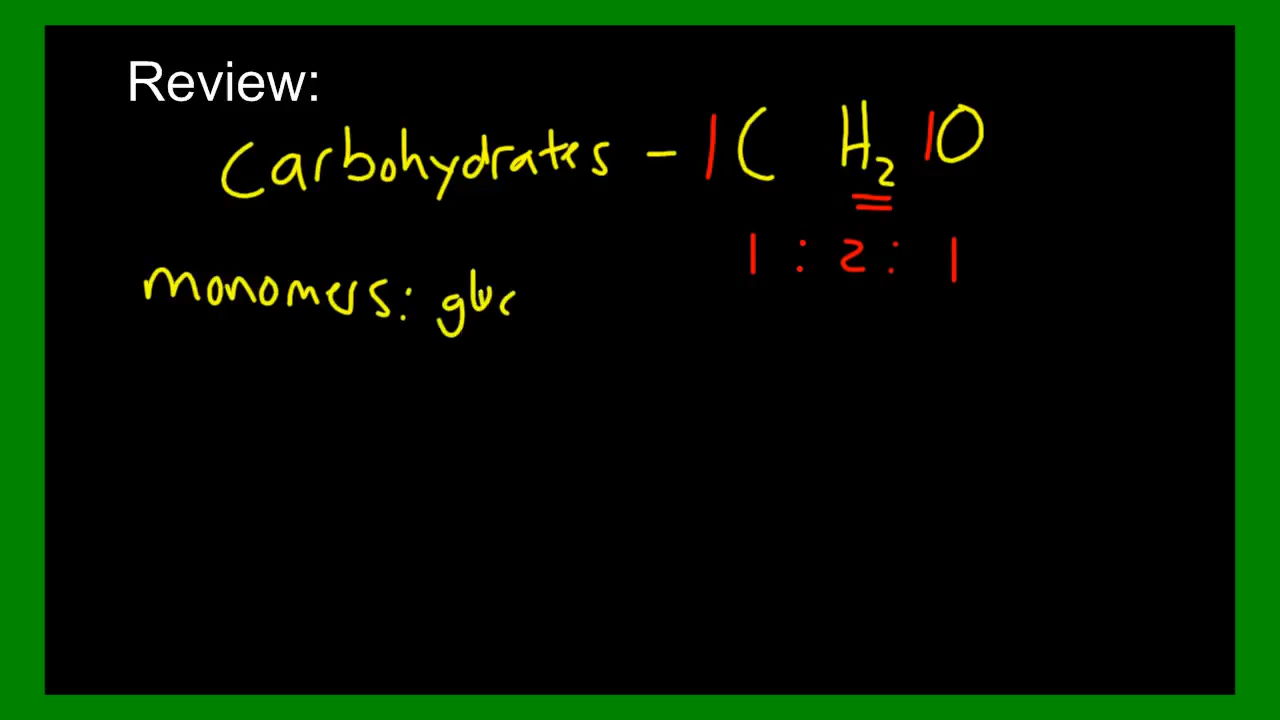 Review:
Carbohydrates - 1C H₂ 1O
1 : 2 : 1
monomers: gluc